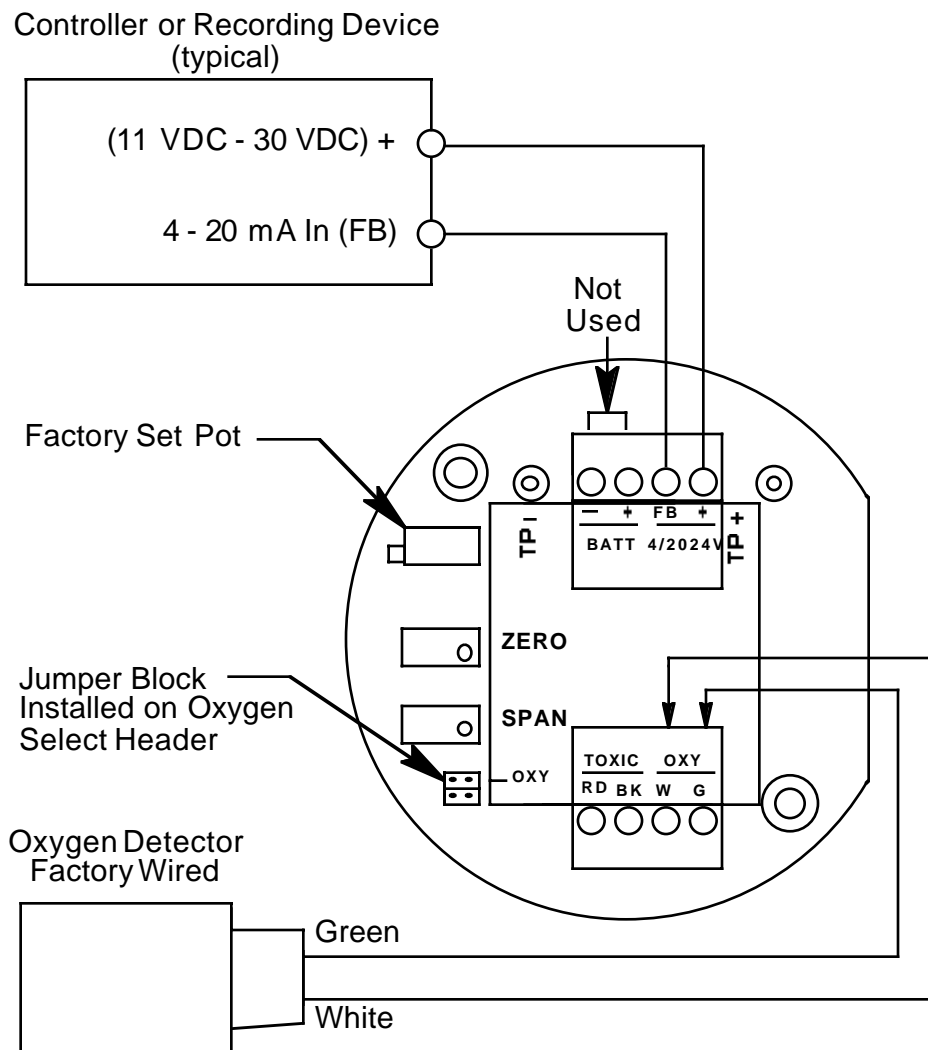 Controller or Recording Device
(typical)
(11 VDC - 30 VDC) +
4 - 20 mA In (FB)
Not
Used
Factory Set Pot
− + FB +
BATT 4/20 24V
TP −
TP +
ZERO
Jumper Block
Installed on Oxygen
Select Header
SPAN
OXY
TOXIC OXY
RD BK W G
Oxygen Detector
Factory Wired
Green
White